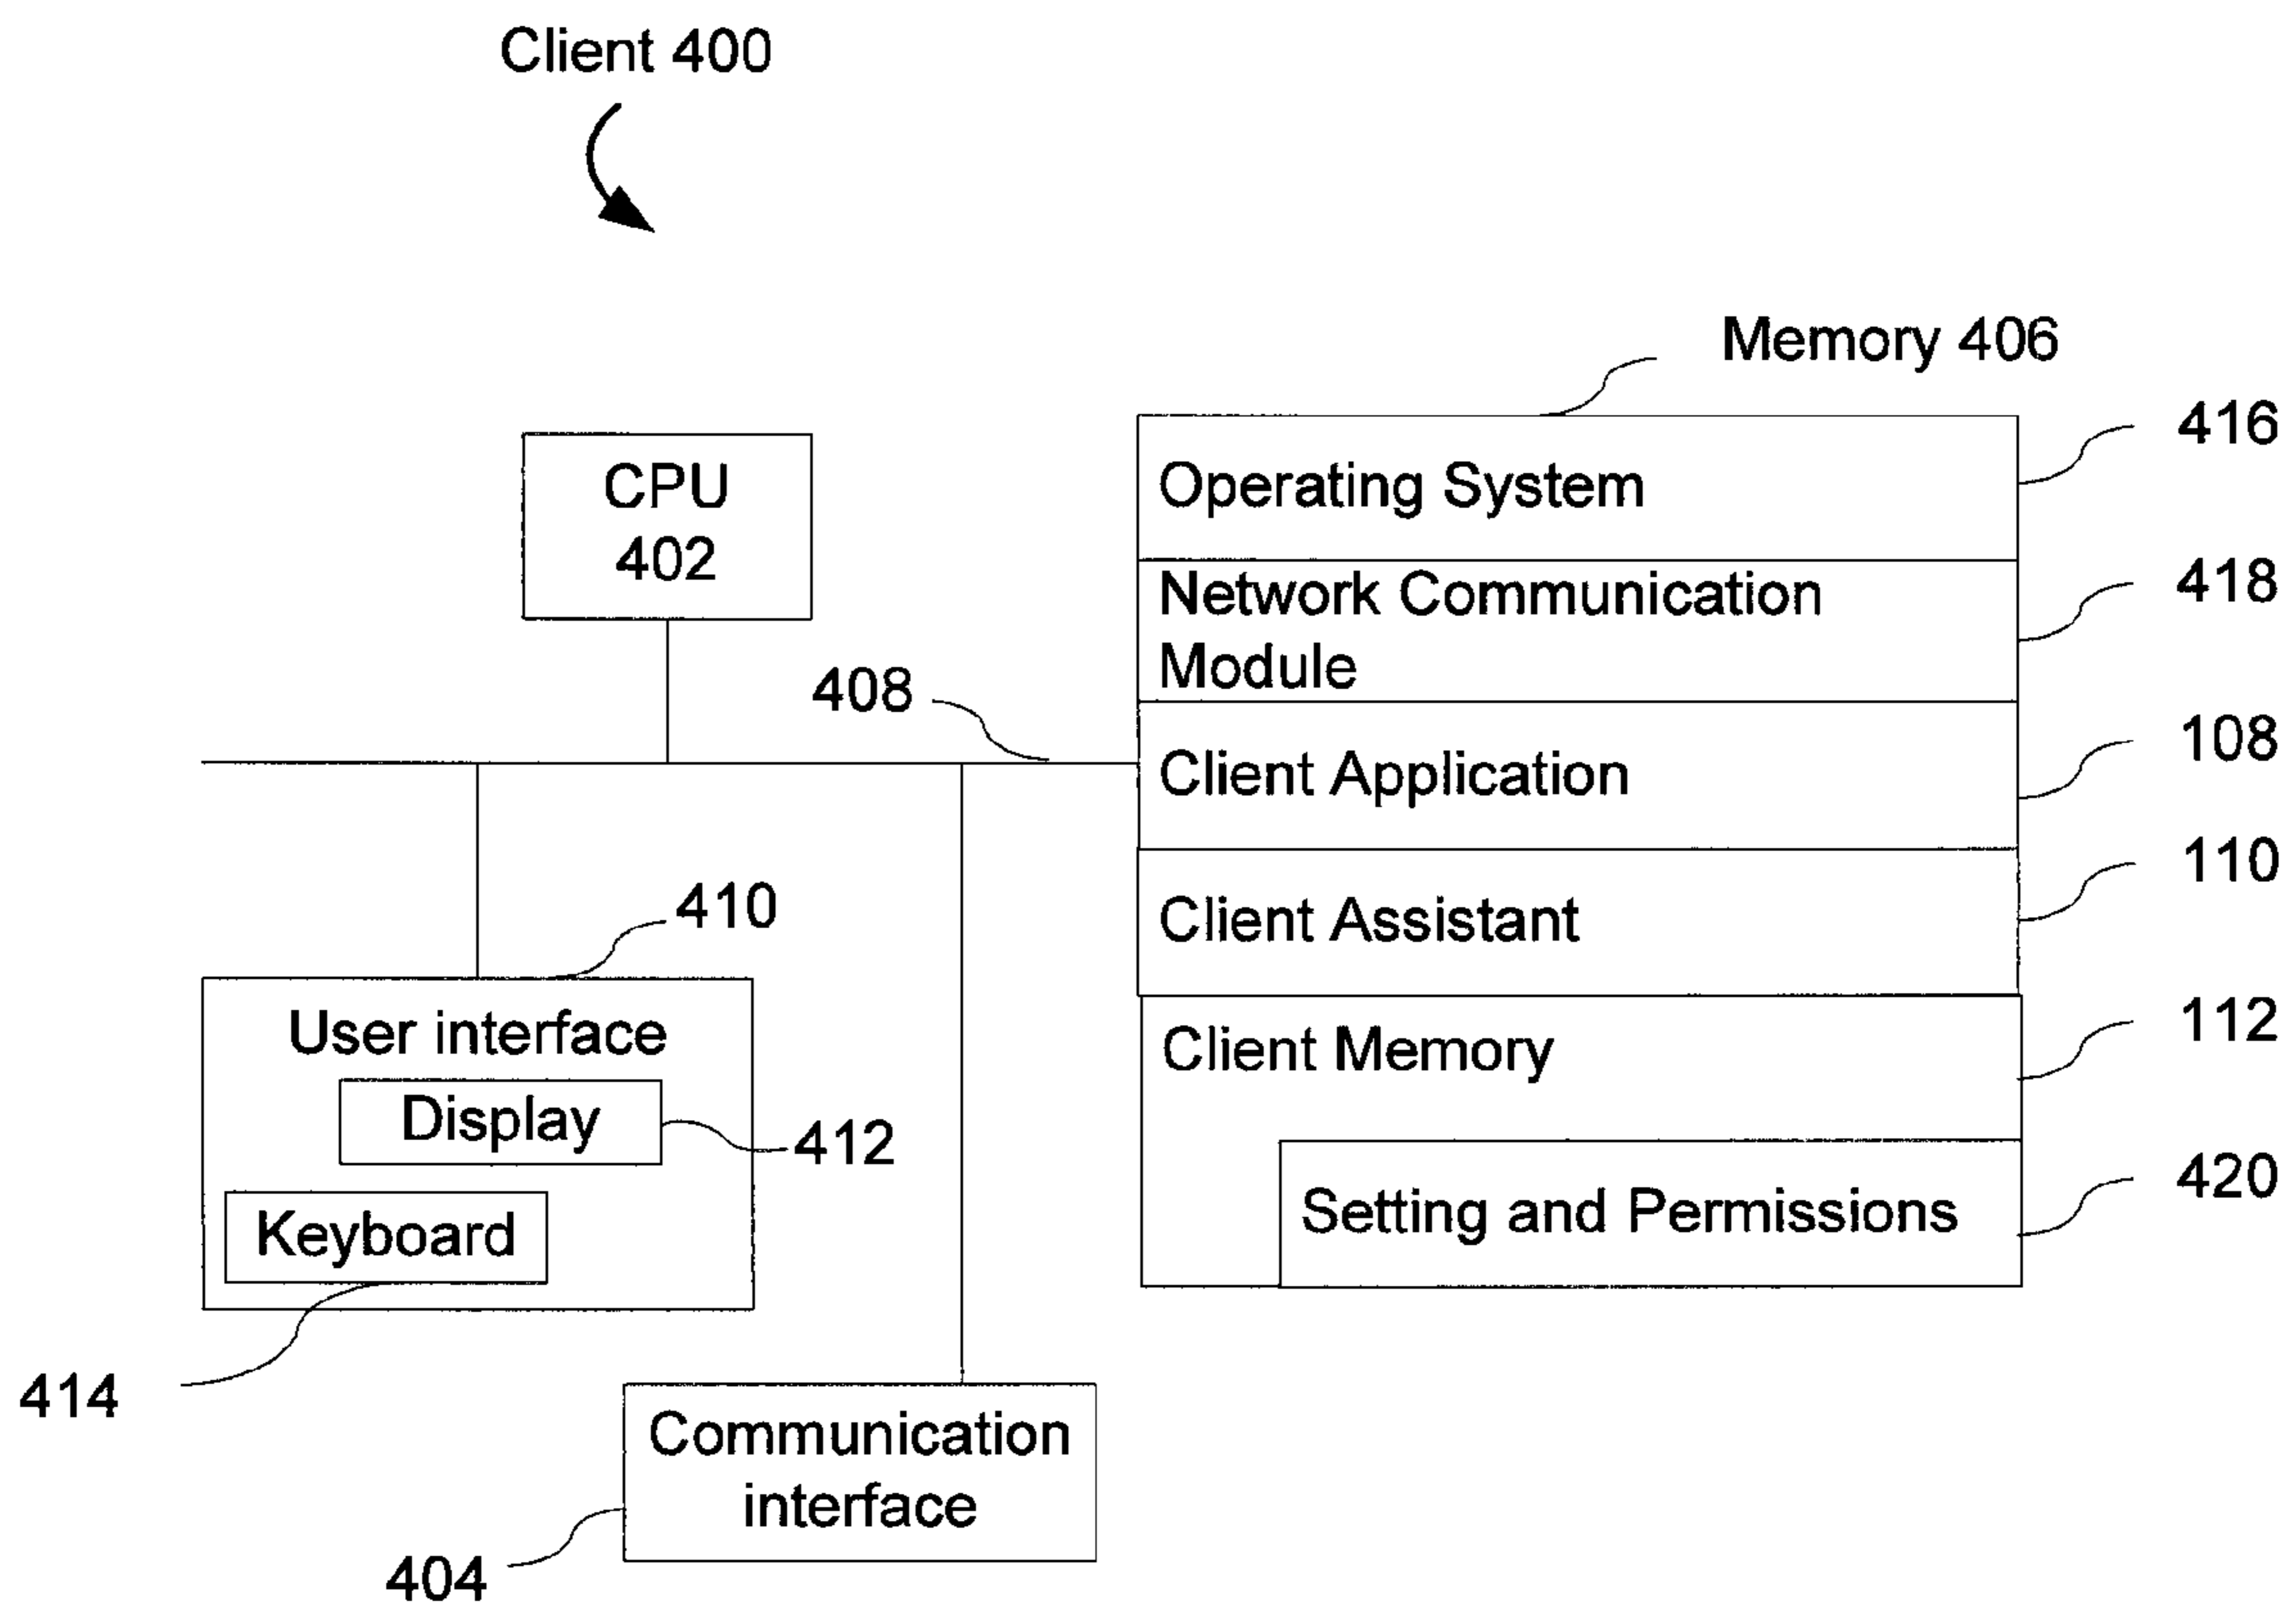 Client 400
Memory 406
416
CPU
402
Operating System
418
Network Communication
Module
408
108
Client Application
110
Client Assistant
410
112
User interface
Client Memory
Display
412
420
Setting and Permissions
Keyboard
414
Communication
interface
404